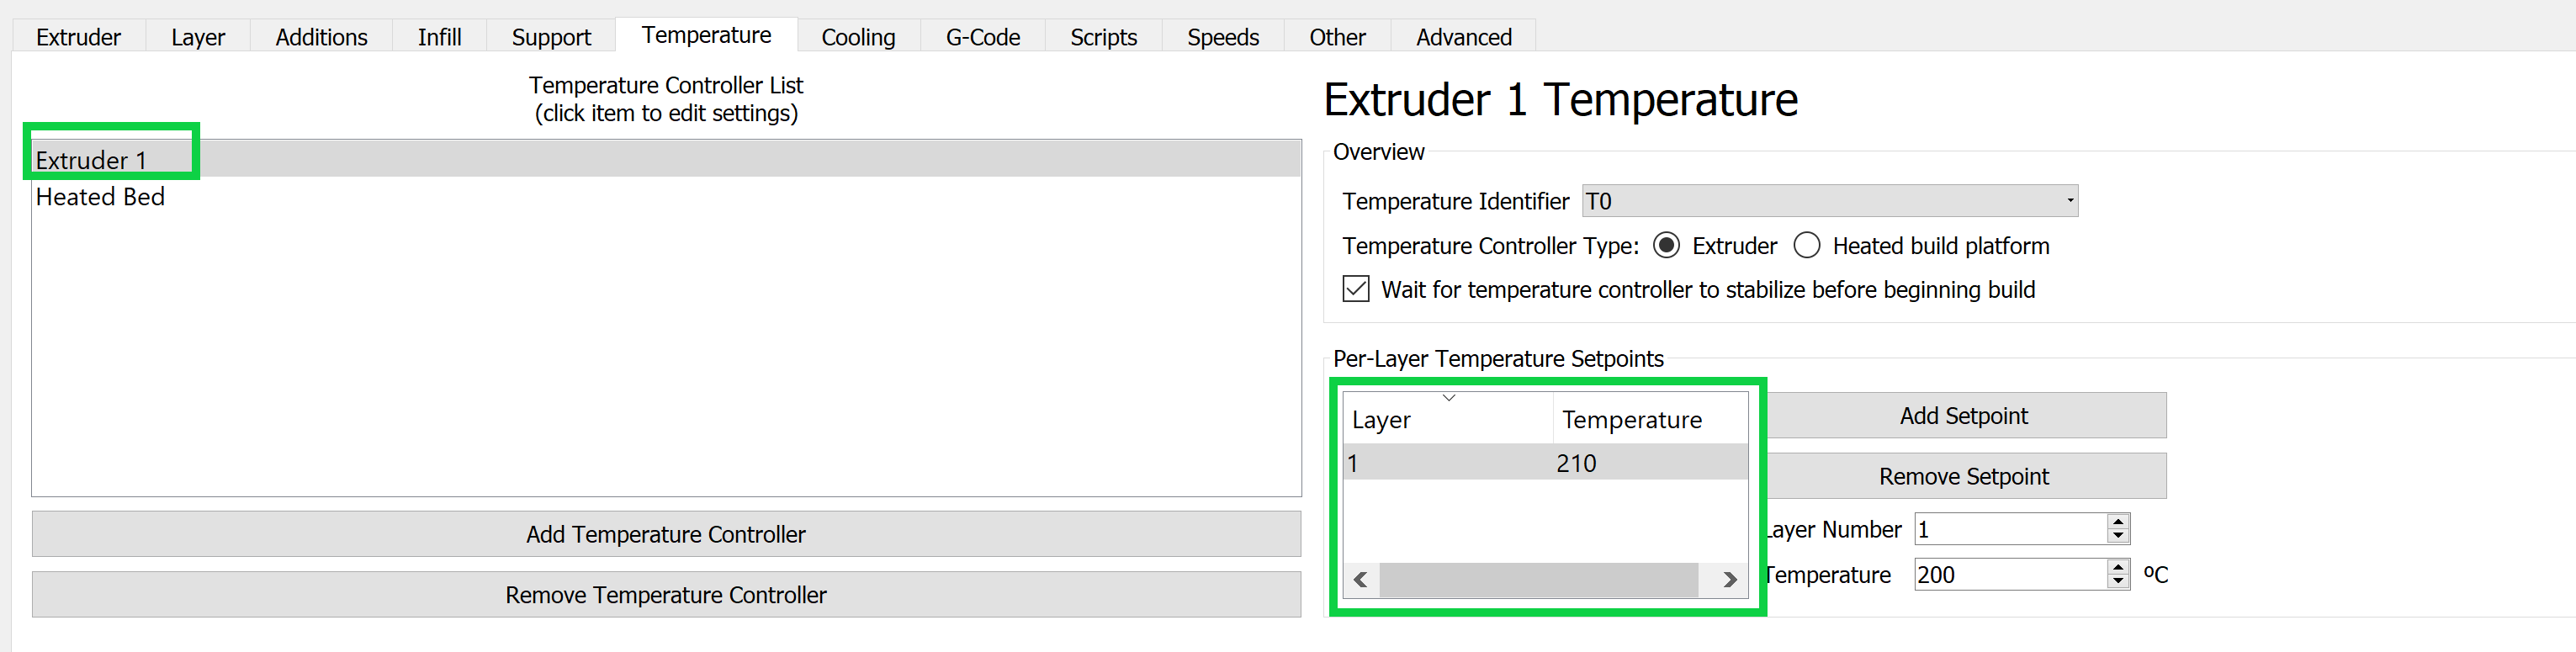 Extruder Layer Additions Infill Support Temperature Cooling G-Code Scripts Speeds Other Advanced
Temperature Controller List
(click item to edit settings)
Extruder 1
Heated Bed
Add Temperature Controller
Remove Temperature Controller
Extruder 1 Temperature
Overview
Temperature Identifier T0
Temperature Controller Type: Extruder Heated build platform
Wait for temperature controller to stabilize before beginning build
Per-Layer Temperature Setpoints
Layer Temperature
1 210
Add Setpoint
Remove Setpoint
Layer Number 1
Temperature 200 ºC